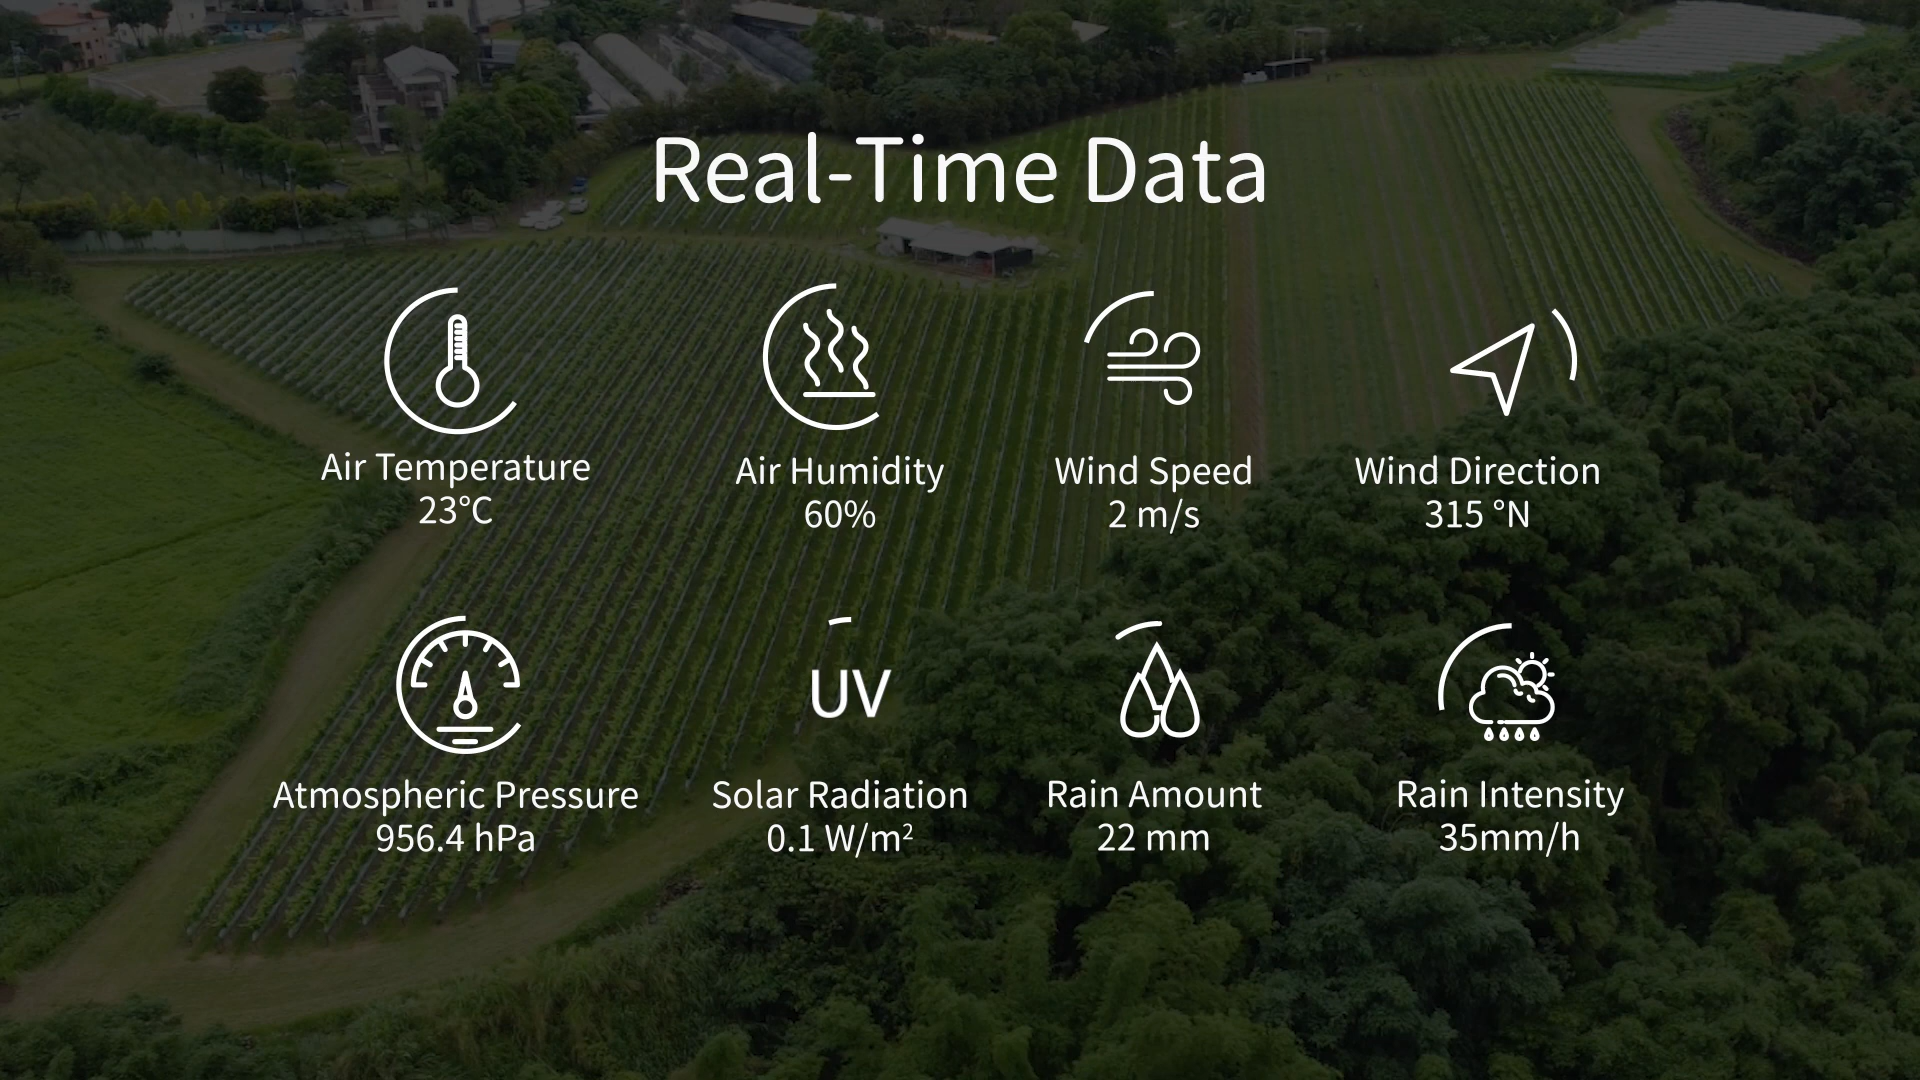 Real-Time Data
Air Temperature
23°C
Air Humidity
60%
Wind Speed
2 m/s
Wind Direction
315 °N
Atmospheric Pressure
956.4 hPa
UV
Solar Radiation
0.1 W/m²
Rain Amount
22 mm
Rain Intensity
35mm/h